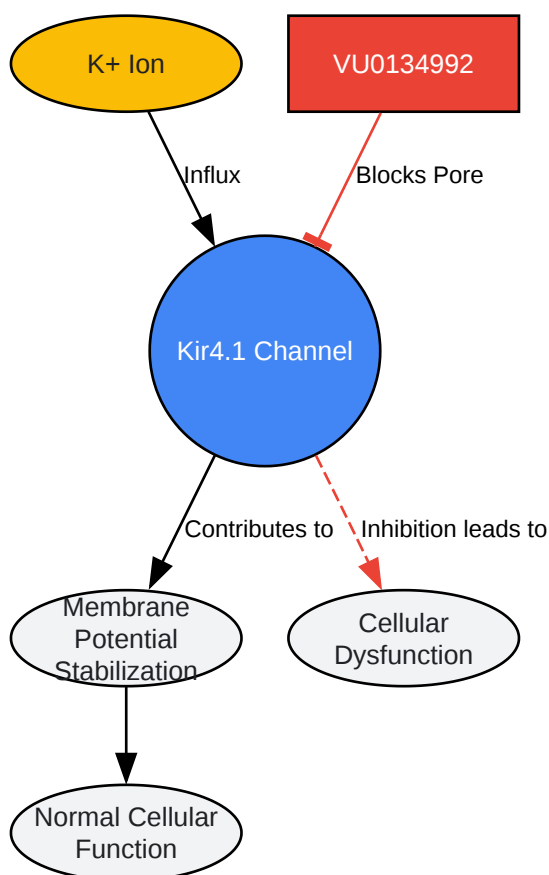 K+ Ion
VU0134992
Influx
Blocks Pore
Kir4.1 Channel
Contributes to
Inhibition leads to
Membrane
Potential
Stabilization
Cellular
Dysfunction
Normal Cellular
Function